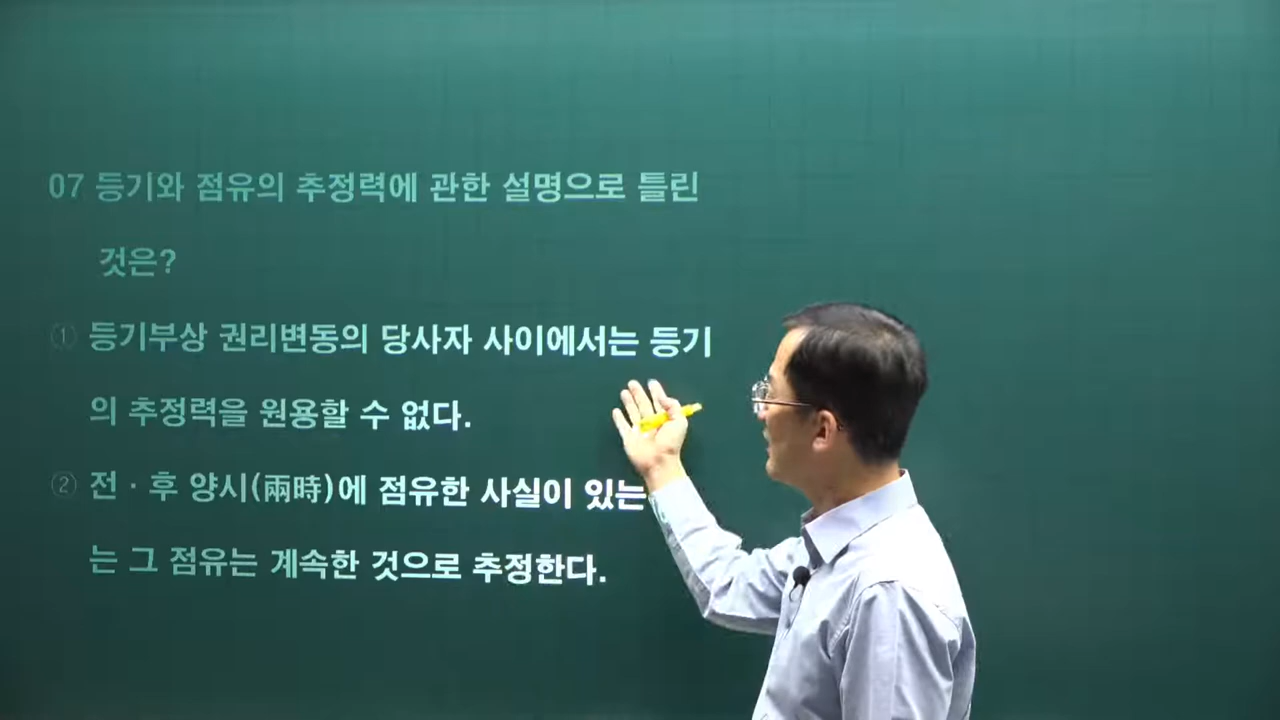 07 등기와 점유의 추정력에 관한 설명으로 틀린
것은?
① 등기부상 권리변동의 당사자 사이에서는 등기
의 추정력을 원용할 수 없다.
② 전 · 후 양시(兩時)에 점유한 사실이 있는
는 그 점유는 계속한 것으로 추정한다.